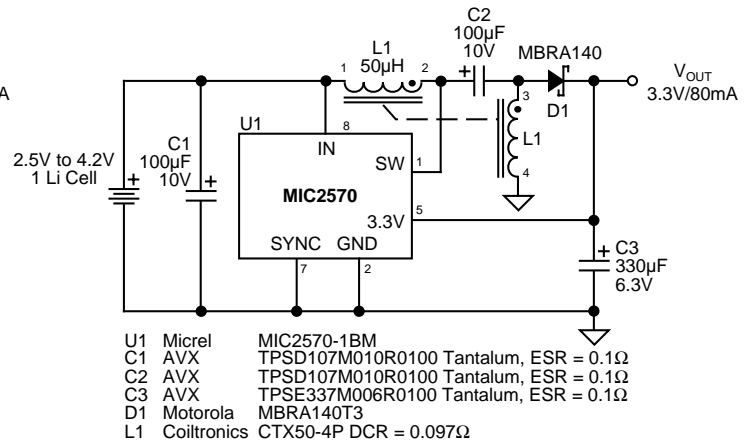 C2
100µF
10V
MBRA140
L1
50µH
1
2
+
V_OUT
3.3V/80mA
A
D1
3
L1
4
U1
8
IN
C1
100µF
10V
+
2.5V to 4.2V
1 Li Cell
+
SW
1
MIC2570
3.3V
5
SYNC
GND
7
2
+
C3
330µF
6.3V
U1 Micrel MIC2570-1BM
C1 AVX TPSD107M010R0100 Tantalum, ESR = 0.1Ω
C2 AVX TPSD107M010R0100 Tantalum, ESR = 0.1Ω
C3 AVX TPSE337M006R0100 Tantalum, ESR = 0.1Ω
D1 Motorola MBRA140T3
L1 Coiltronics CTX50-4P DCR = 0.097Ω